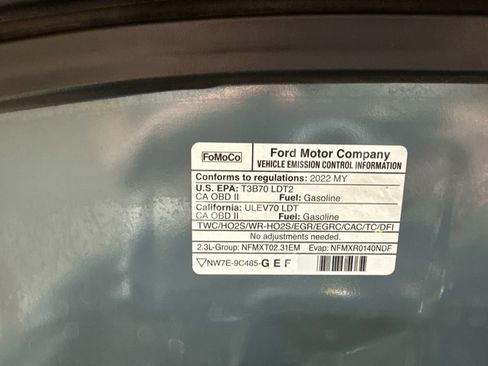 FoMoCo
Ford Motor Company
VEHICLE EMISSION CONTROL INFORMATION
Conforms to regulations: 2022 MY
U.S. EPA: T3B70 LDT2
CA OBD II Fuel: Gasoline
California: ULEV70 LDT
CA OBD II Fuel: Gasoline
TWC/HO2S/WR-HO2S/EGR/EGRC/CAC/TC/DFI
No adjustments needed.
2.3L-Group: NFMXT02.31EM Evap: NFMXR0140NDF
NW7E-9C485-G E F